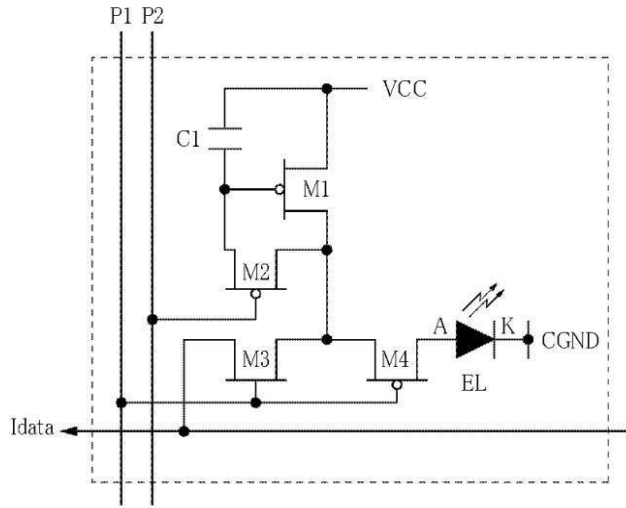 P1 P2
VCC
C1
M1
M2
A K
CGND
M3 M4
EL
Idata